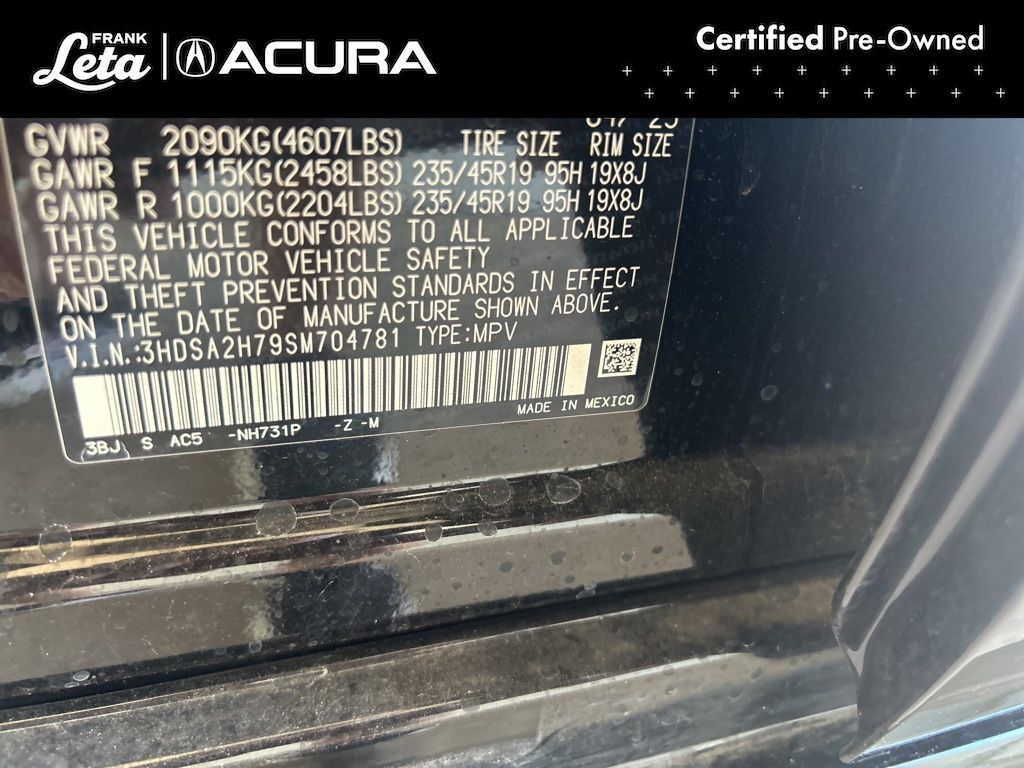 FRANK
Leta
ACURA
Certified Pre-Owned
GVWR 2090KG(4607LBS) TIRE SIZE RIM SIZE
GAWR F 1115KG(2458LBS) 235/45R19 95H 19X8J
GAWR R 1000KG(2204LBS) 235/45R19 95H 19X8J
THIS VEHICLE CONFORMS TO ALL APPLICABLE
FEDERAL MOTOR VEHICLE SAFETY
AND THEFT PREVENTION STANDARDS IN EFFECT
ON THE DATE OF MANUFACTURE SHOWN ABOVE.
V.I.N.:3HDSA2H79SM704781 TYPE:MPV
MADE IN MEXICO
3BJ S AC5 -NH731P -Z -M